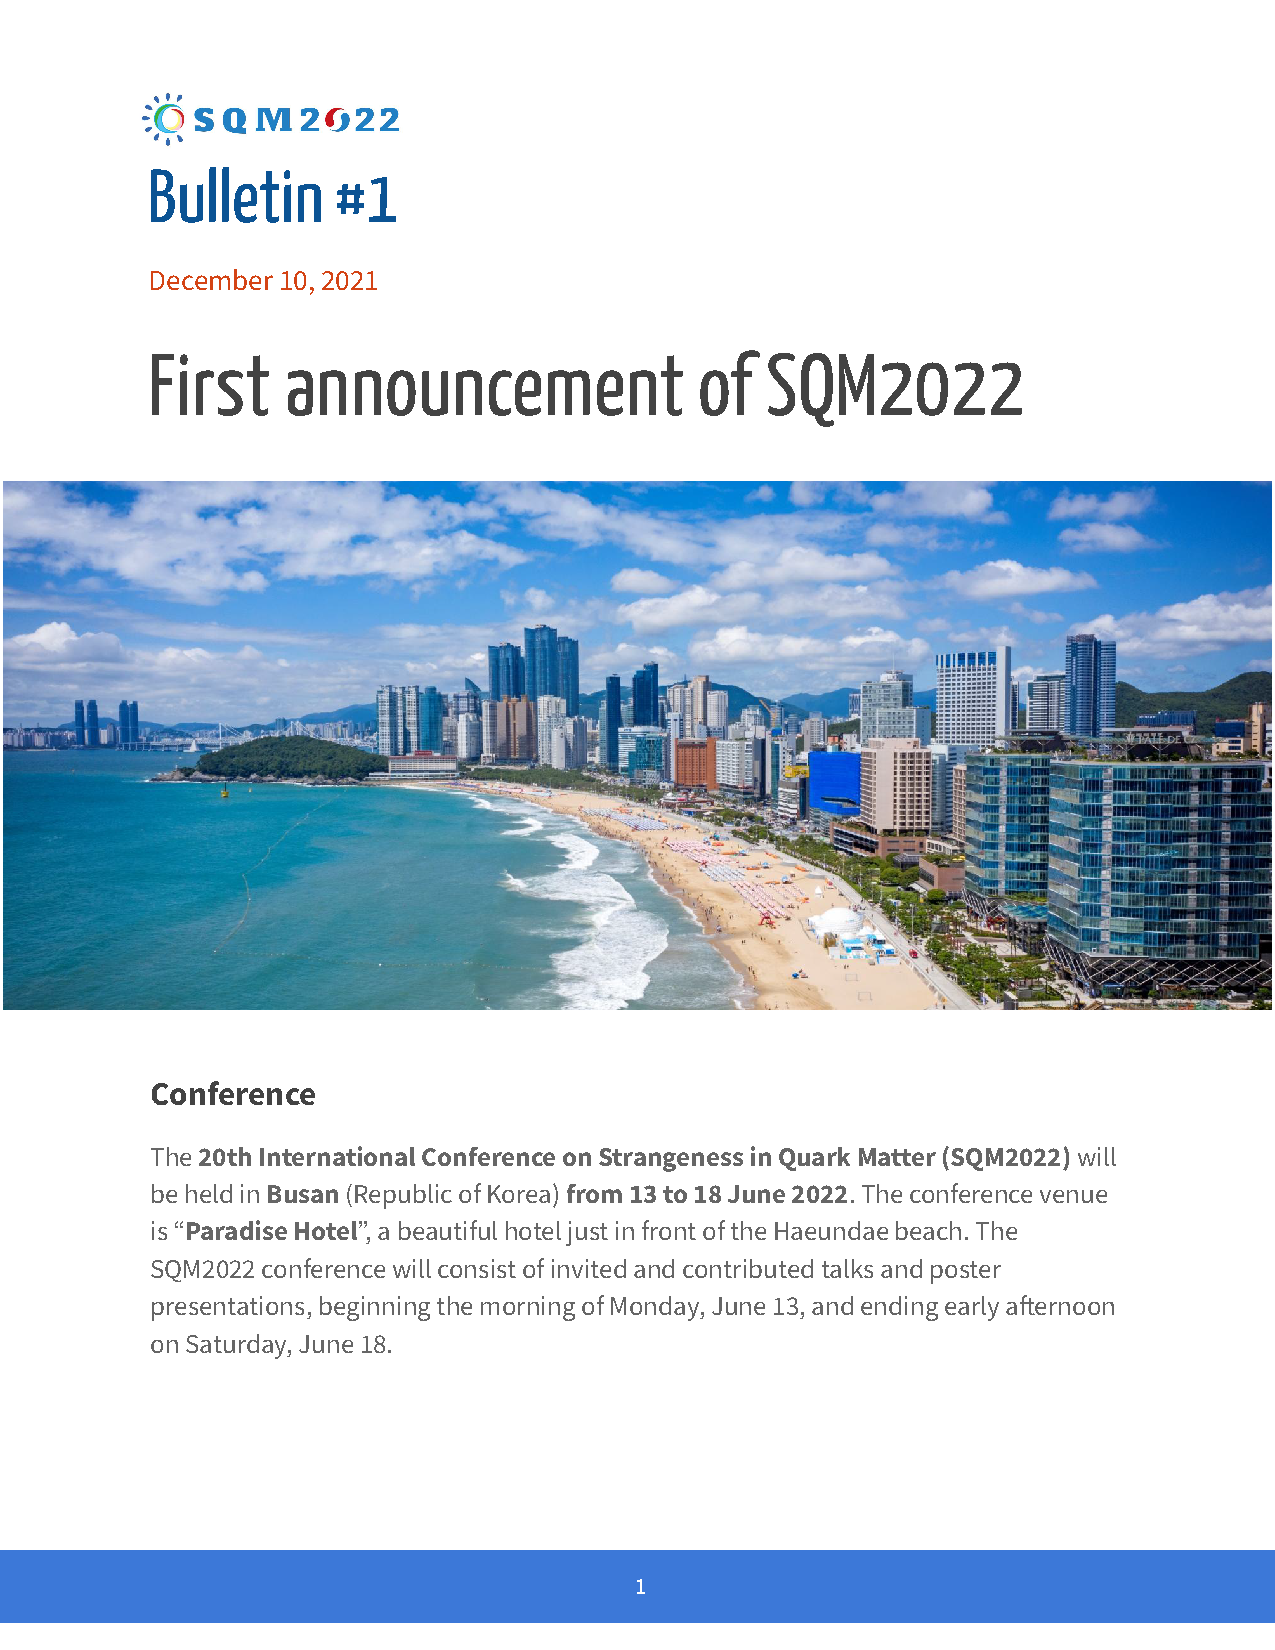 SQM2022
Bulletin #1
December 10, 2021
First announcement of SQM2022
Conference
The 20th International Conference on Strangeness in Quark Matter (SQM2022) will
be held in Busan (Republic of Korea) from 13 to 18 June 2022. The conference venue
is “Paradise Hotel”, a beautiful hotel just in front of the Haeundae beach. The
SQM2022 conference will consist of invited and contributed talks and poster
presentations, beginning the morning of Monday, June 13, and ending early afternoon
on Saturday, June 18.
1